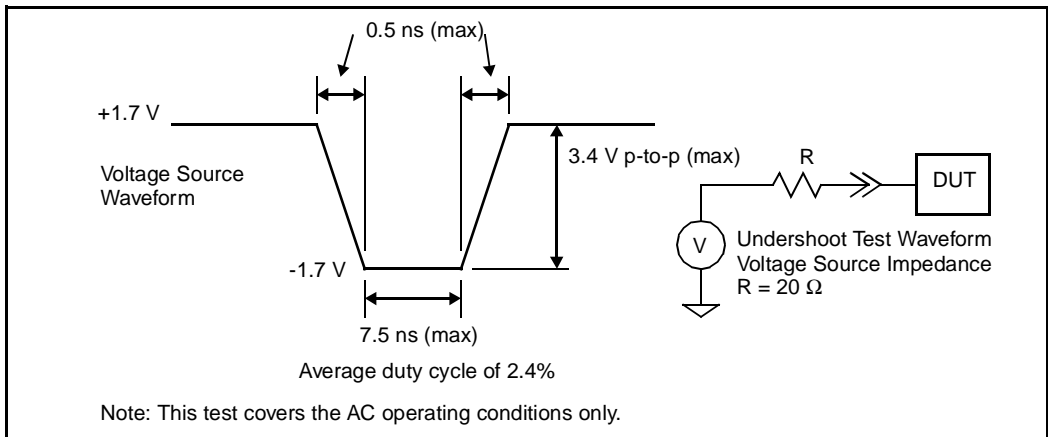 0.5 ns (max)
+1.7 V
3.4 V p-to-p (max)
R
DUT
Voltage Source
Waveform
V
Undershoot Test Waveform
Voltage Source Impedance
R = 20 Ω
-1.7 V
7.5 ns (max)
Average duty cycle of 2.4%
Note: This test covers the AC operating conditions only.